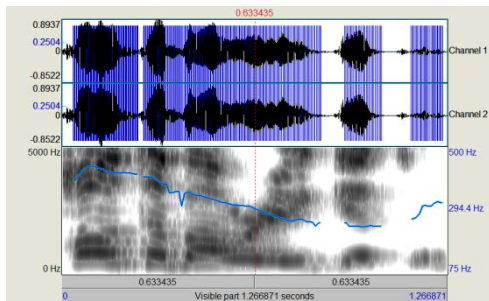 0.633435
0.8937
0.2504
0
-0.8522
Channel 1
0.8937
0.2504
0
-0.8522
Channel 2
5000 Hz
500 Hz
294.4 Hz
0 Hz
75 Hz
0.633435 0.633435
0 Visible part 1.266871 seconds 1.266871